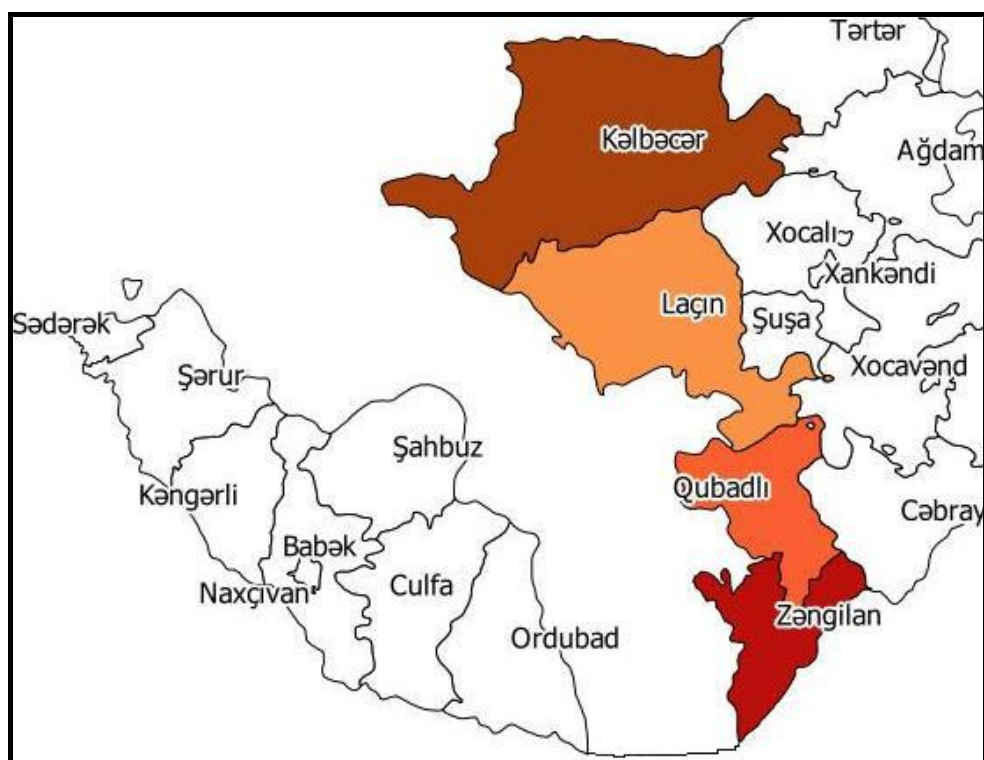 Tərtər
Kəlbəcər
Ağdam
Xocalı
Xankəndi
Laçın
Şuşa
Sədərək
Xocavənd
Şərur
Şahbuz
Qubadlı
Kəngərli
Cəbray
Babək
Culfa
Naxçıvan
Zəngilan
Ordubad